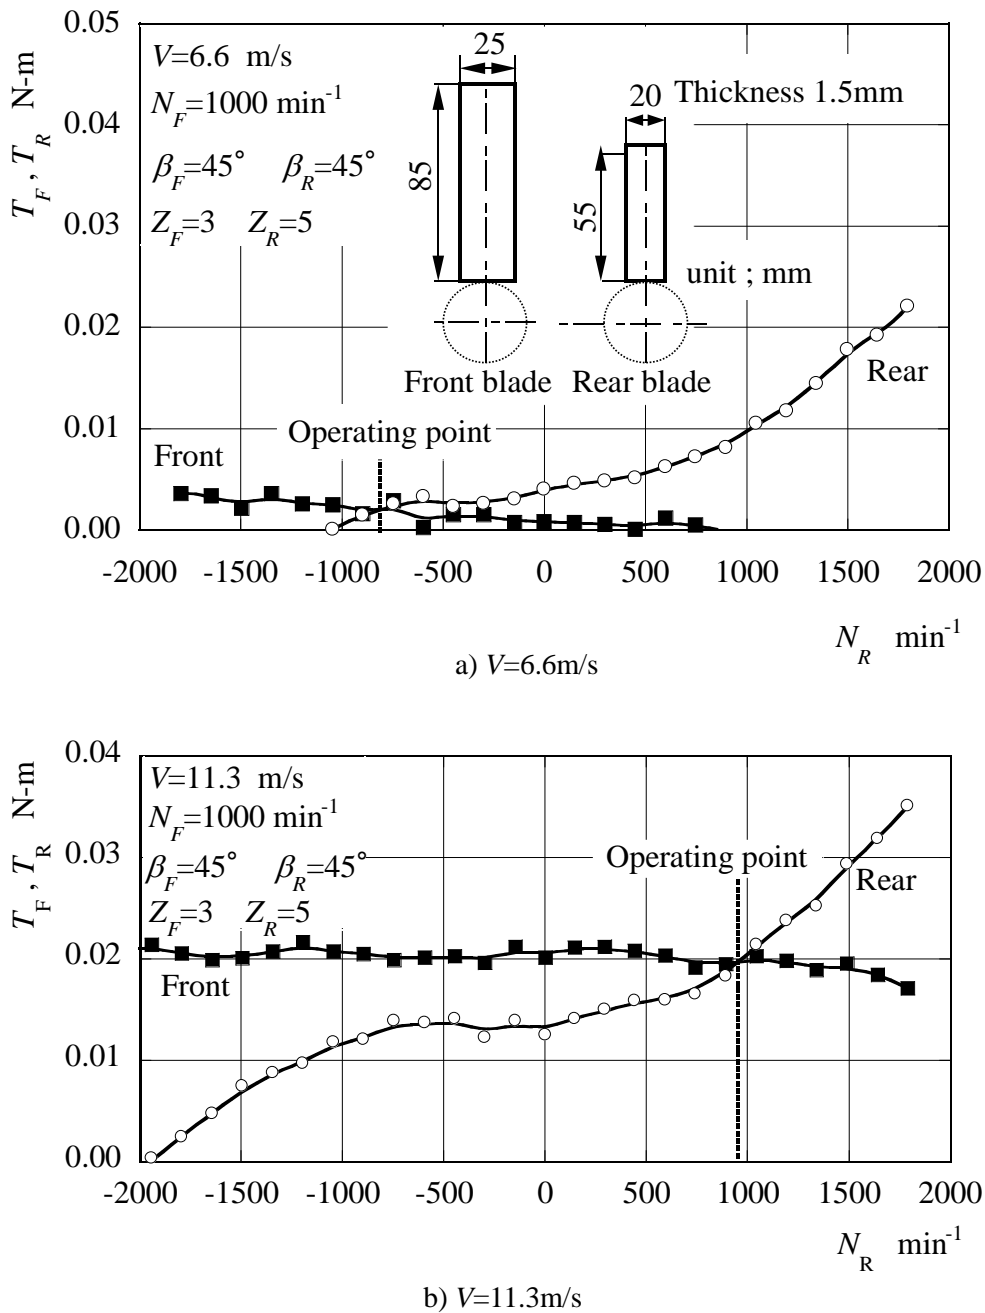 0.05
0.04
0.03
0.02
0.01
0.00
T_F , T_R N-m
V=6.6 m/s
N_F=1000 min^-1
β_F=45° β_R=45°
Z_F=3 Z_R=5
25
85
20
55
Thickness 1.5mm
unit ; mm
Front blade
Rear blade
Rear
Operating point
Front
-2000 -1500 -1000 -500 0 500 1000 1500 2000
N_R min^-1
a) V=6.6m/s
0.04
0.03
0.02
0.01
0.00
T_F , T_R N-m
V=11.3 m/s
N_F=1000 min^-1
β_F=45° β_R=45°
Z_F=3 Z_R=5
Operating point
Rear
Front
-2000 -1500 -1000 -500 0 500 1000 1500 2000
N_R min^-1
b) V=11.3m/s